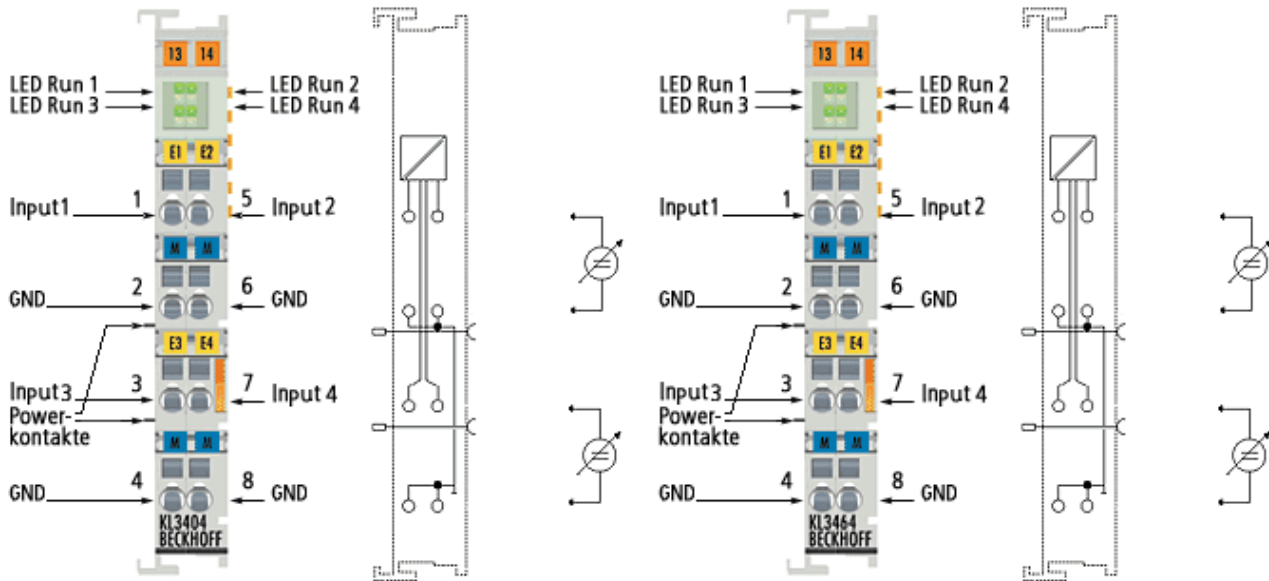 13 14
LED Run 1
LED Run 2
LED Run 3
LED Run 4
E1 E2
1
5
Input1
Input 2
M M
2
6
GND
GND
E3 E4
3
7
Input3
Input 4
Power-
kontakte
M M
4
8
GND
GND
KL3404
BECKHOFF
13 14
LED Run 1
LED Run 2
LED Run 3
LED Run 4
E1 E2
1
5
Input1
Input 2
M M
2
6
GND
GND
E3 E4
3
7
Input3
Input 4
Power-
kontakte
M M
4
8
GND
GND
KL3464
BECKHOFF